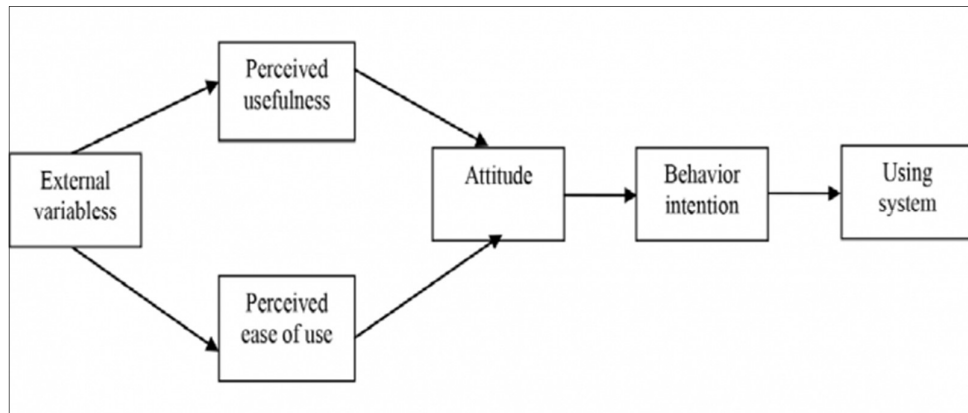 Perceived
usefulness
External
variabless
Attitude
Behavior
intention
Using
system
Perceived
ease of use